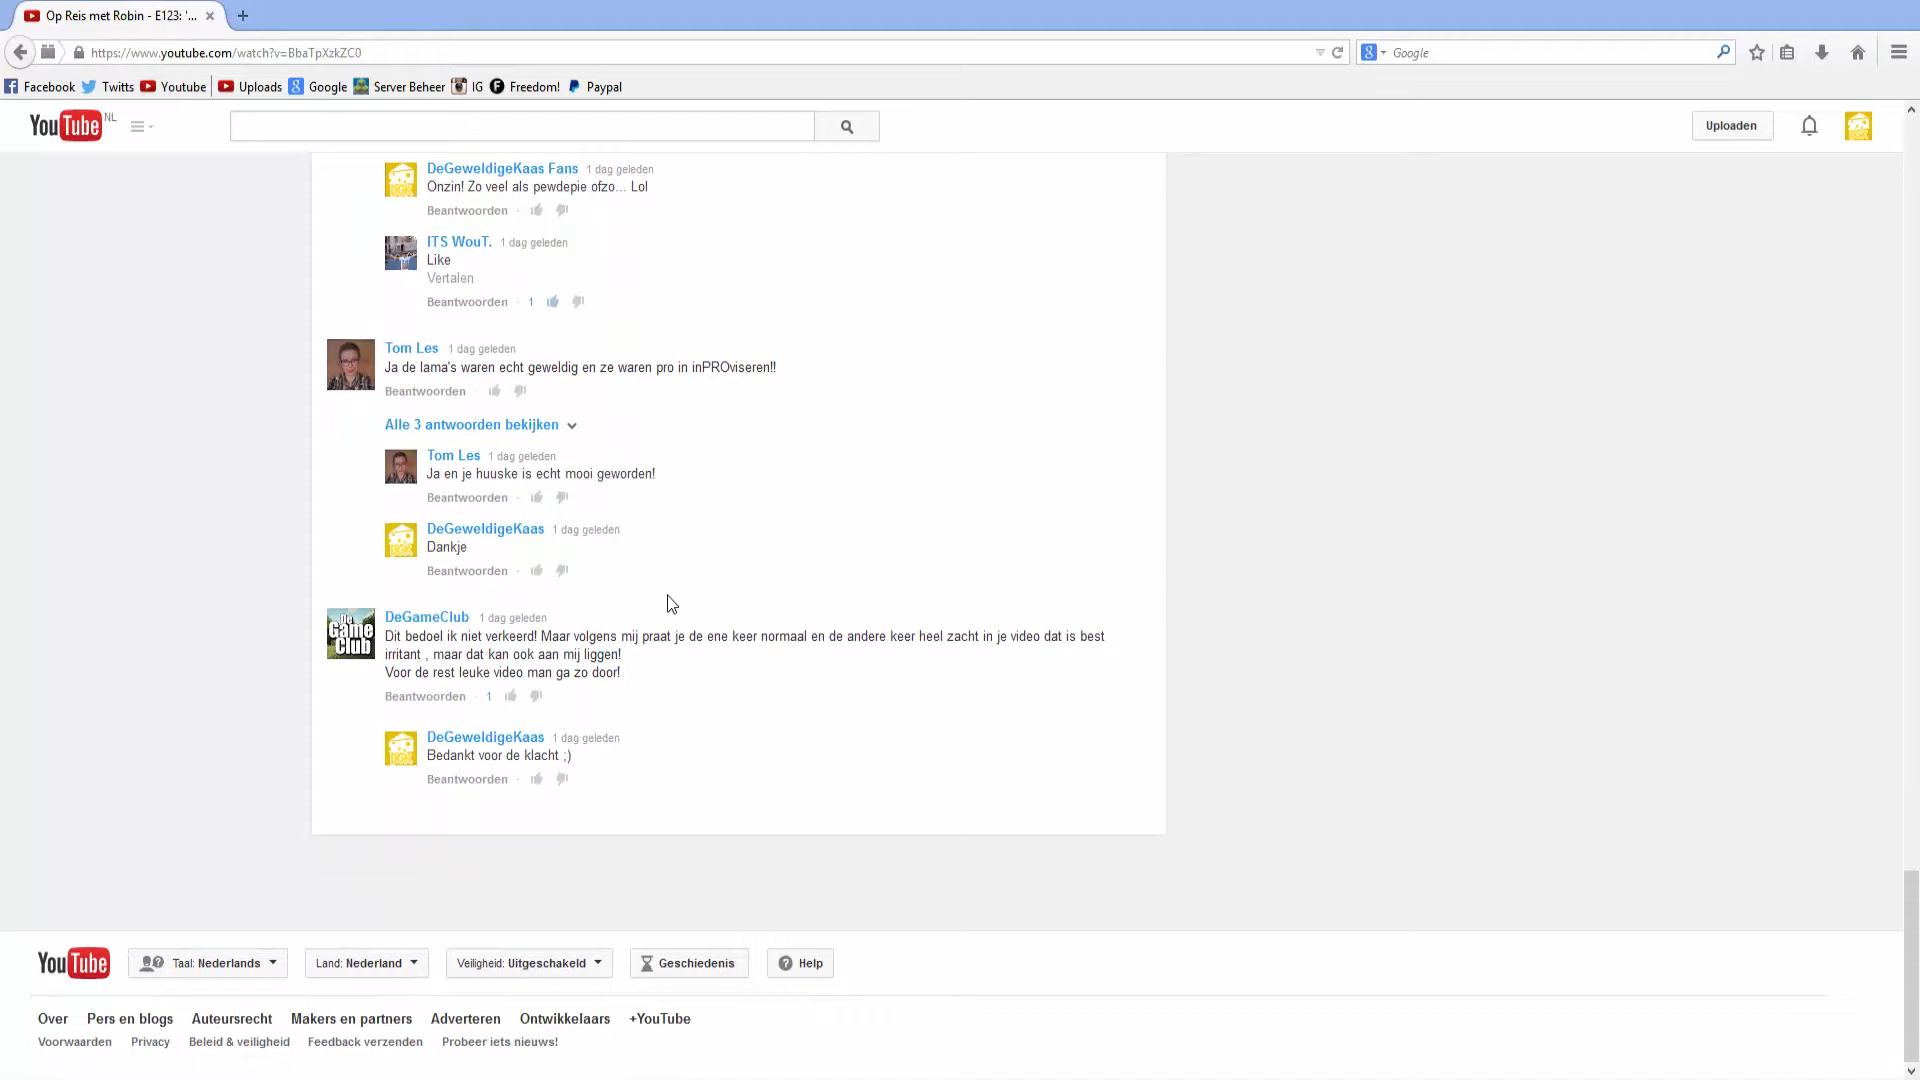 Op Reis met Robin - E123: '...
https://www.youtube.com/watch?v=BbaTpXzkZC0
Google
Facebook Twitts Youtube Uploads Google Server Beheer IG Freedom! Paypal
YouTube NL
Uploaden
DeGeweldigeKaas Fans 1 dag geleden
Onzin! Zo veel als pewdepie ofzo... Lol
Beantwoorden ·
ITS WouT. 1 dag geleden
Like
Vertalen
Beantwoorden · 1
Tom Les 1 dag geleden
Ja de lama's waren echt geweldig en ze waren pro in inPROviseren!!
Beantwoorden ·
Alle 3 antwoorden bekijken
Tom Les 1 dag geleden
Ja en je huuske is echt mooi geworden!
Beantwoorden ·
DeGeweldigeKaas 1 dag geleden
Dankje
Beantwoorden ·
De Game Club
DeGameClub 1 dag geleden
Dit bedoel ik niet verkeerd! Maar volgens mij praat je de ene keer normaal en de andere keer heel zacht in je video dat is best
irritant , maar dat kan ook aan mij liggen!
Voor de rest leuke video man ga zo door!
Beantwoorden · 1
DeGeweldigeKaas 1 dag geleden
Bedankt voor de klacht ;)
Beantwoorden ·
YouTube Taal: Nederlands Land: Nederland Veiligheid: Uitgeschakeld Geschiedenis Help
Over Pers en blogs Auteursrecht Makers en partners Adverteren Ontwikkelaars +YouTube
Voorwaarden Privacy Beleid & veiligheid Feedback verzenden Probeer iets nieuws!